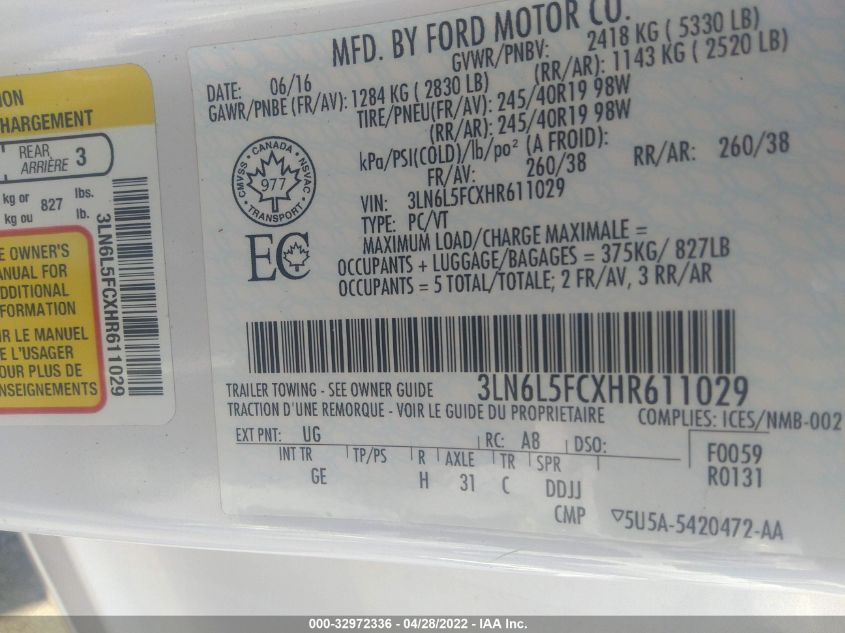 ION
HARGEMENT
REAR
ARRIÈRE 3
kg or 827 lbs.
kg ou lb.
E OWNER'S
ANUAL FOR
DDITIONAL
FORMATION
IR LE MANUEL
E L'USAGER
OUR PLUS DE
ENSEIGNEMENTS
3LN6L5FCXHR611029
MFD. BY FORD MOTOR CO.
DATE: 06/16 GVWR/PNBV: 2418 KG ( 5330 LB)
GAWR/PNBE (FR/AV): 1284 KG ( 2830 LB) (RR/AR): 1143 KG ( 2520 LB)
TIRE/PNEU(FR/AV): 245/40R19 98W
(RR/AR): 245/40R19 98W
kPa/PSI(COLD)/lb/po² (A FROID):
FR/AV: 260/38 RR/AR: 260/38
CMVSS • CANADA • NSVAC
977
• TRANSPORT •
VIN: 3LN6L5FCXHR611029
TYPE: PC/VT
EC
MAXIMUM LOAD/CHARGE MAXIMALE =
OCCUPANTS + LUGGAGE/BAGAGES = 375KG/ 827LB
OCCUPANTS = 5 TOTAL/TOTALE; 2 FR/AV, 3 RR/AR
TRAILER TOWING - SEE OWNER GUIDE 3LN6L5FCXHR611029
TRACTION D'UNE REMORQUE - VOIR LE GUIDE DU PROPRIETAIRE COMPLIES: ICES/NMB-002
EXT PNT: UG RC: AB DSO: F0059
INT TR TP/PS R AXLE TR SPR R0131
GE H 31 C DDJJ
CMP ▽5U5A-5420472-AA
000-32972336 | 04/28/2022 | IAA Inc.